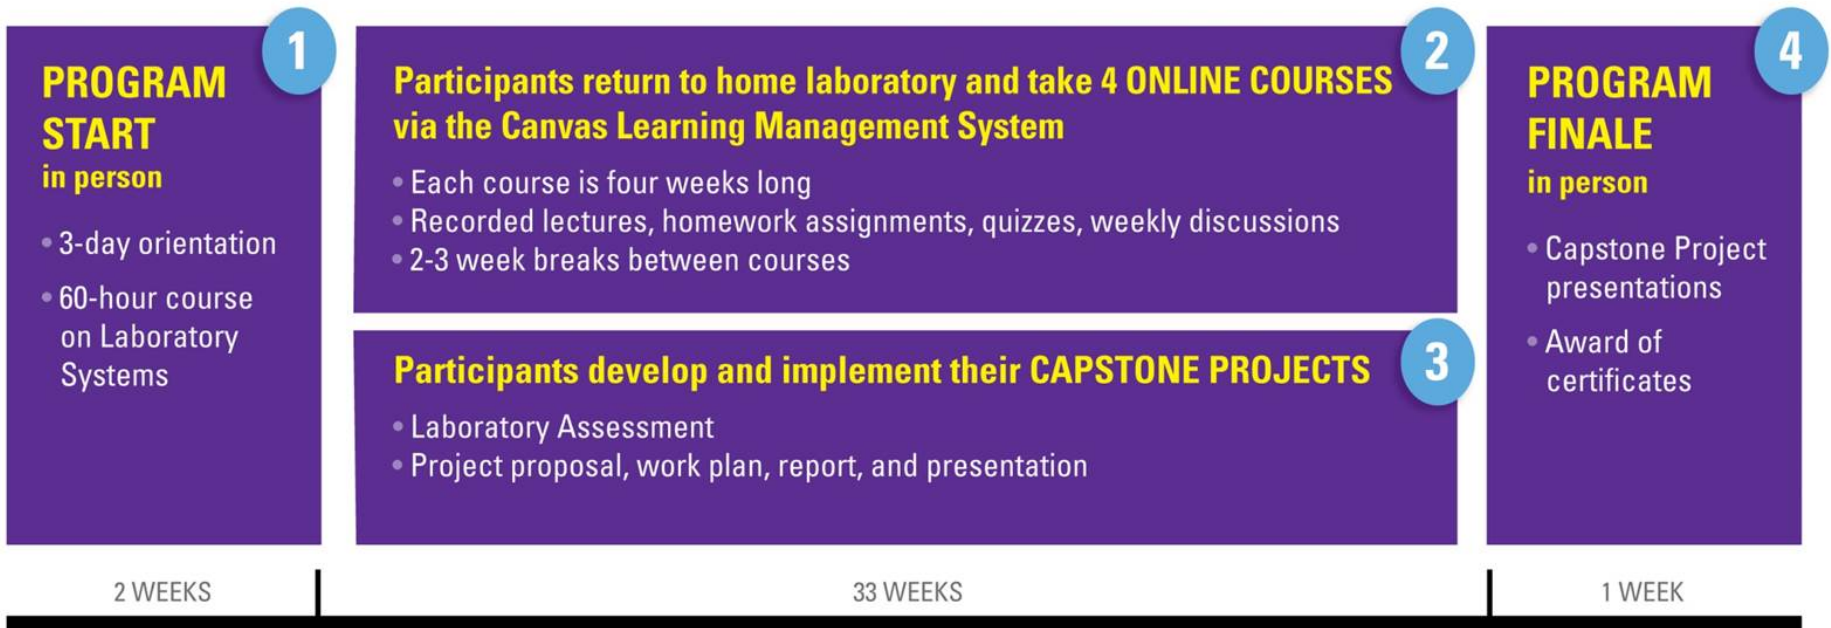 1
PROGRAM
START
in person
• 3-day orientation
• 60-hour course
on Laboratory
Systems
2
Participants return to home laboratory and take 4 ONLINE COURSES
via the Canvas Learning Management System
• Each course is four weeks long
• Recorded lectures, homework assignments, quizzes, weekly discussions
• 2-3 week breaks between courses
3
Participants develop and implement their CAPSTONE PROJECTS
• Laboratory Assessment
• Project proposal, work plan, report, and presentation
4
PROGRAM
FINALE
in person
• Capstone Project
presentations
• Award of
certificates
2 WEEKS
33 WEEKS
1 WEEK